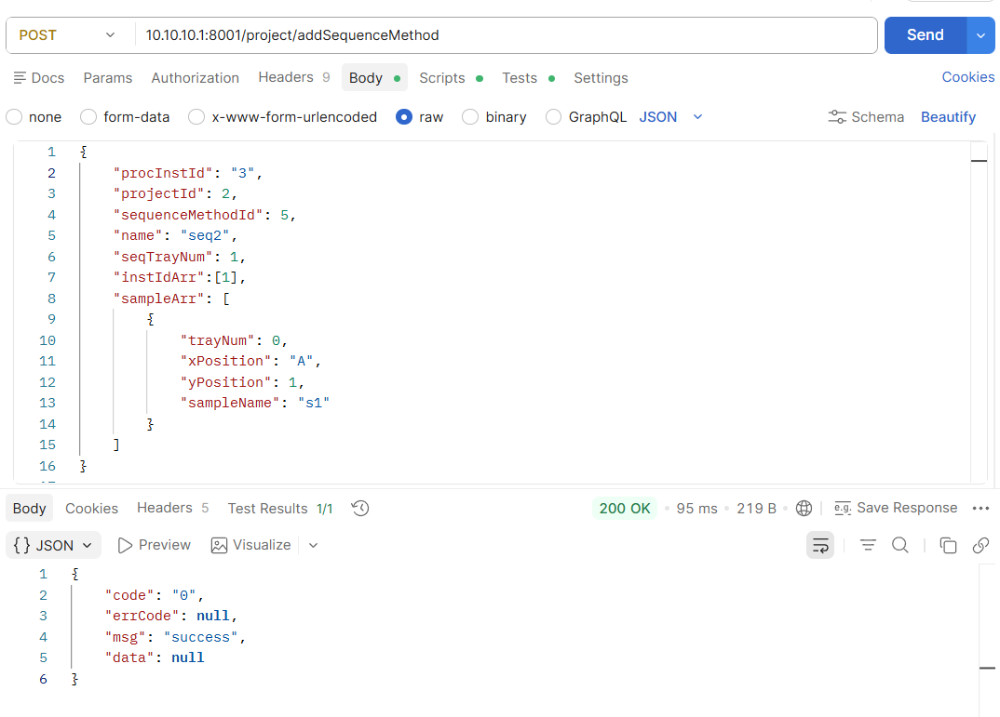 POST 10.10.10.1:8001/project/addSequenceMethod Send
Docs Params Authorization Headers 9 Body Scripts Tests Settings Cookies
none form-data x-www-form-urlencoded raw binary GraphQL JSON Schema Beautify
1 {
2 "procInstId": "3",
3 "projectId": 2,
4 "sequenceMethodId": 5,
5 "name": "seq2",
6 "seqTrayNum": 1,
7 "instIdArr":[1],
8 "sampleArr": [
9 {
10 "trayNum": 0,
11 "xPosition": "A",
12 "yPosition": 1,
13 "sampleName": "s1"
14 }
15 ]
16 }
Body Cookies Headers 5 Test Results 1/1 200 OK • 95 ms • 219 B • e.g. Save Response
{} JSON Preview Visualize
1 {
2 "code": "0",
3 "errCode": null,
4 "msg": "success",
5 "data": null
6 }